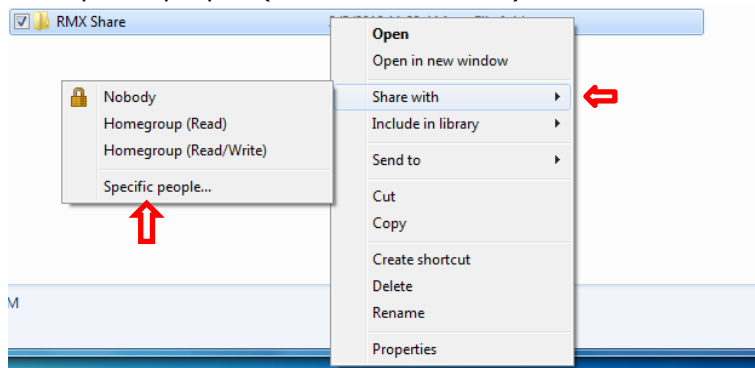 RMX Share
Open
Open in new window
Share with
Include in library
Send to
Cut
Copy
Create shortcut
Delete
Rename
Properties
Nobody
Homegroup (Read)
Homegroup (Read/Write)
Specific people...
M